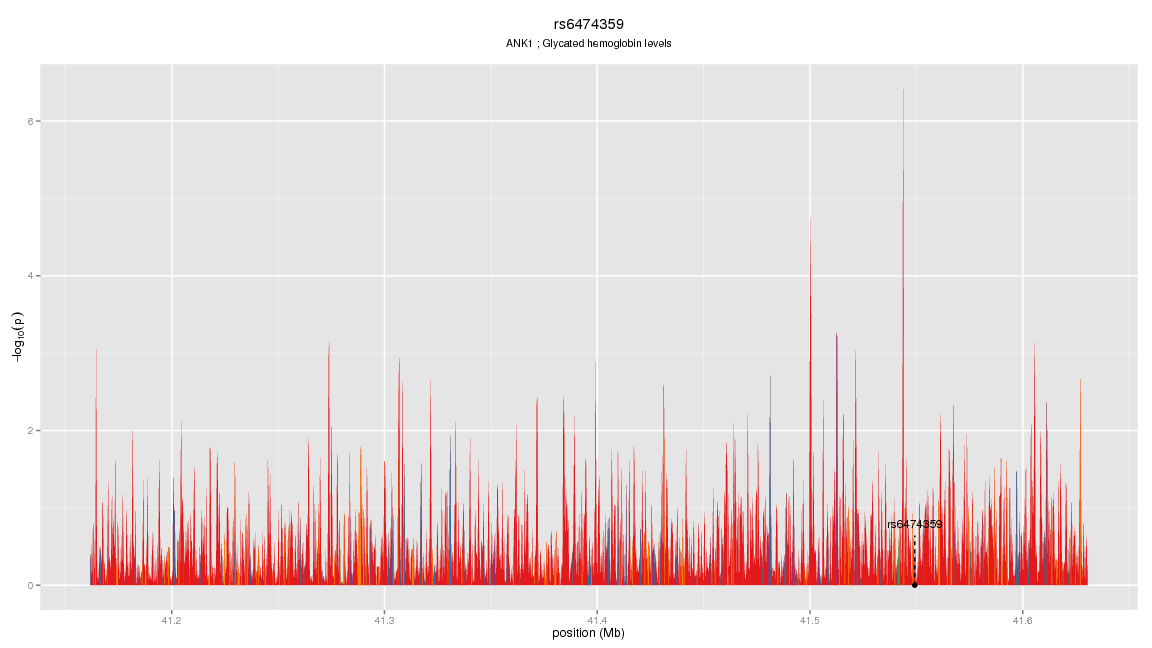 rs6474359
ANK1 ; Glycated hemoglobin levels
−log10(p)
6
4
2
0
rs6474359
41.2 41.3 41.4 41.5 41.6
position (Mb)